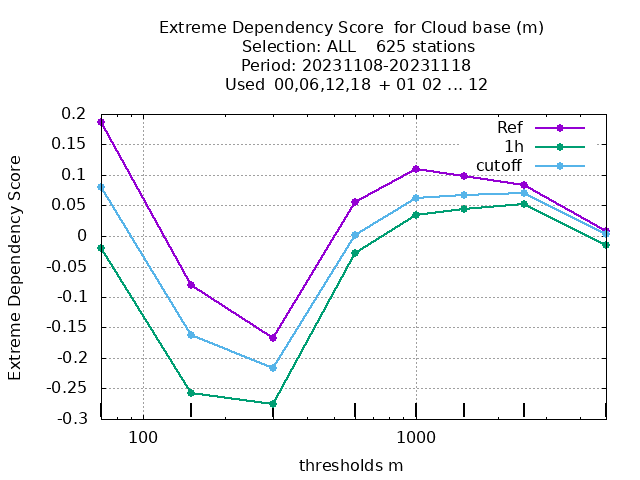 Extreme Dependency Score  for Cloud base (m)
Selection: ALL    625 stations
Period: 20231108-20231118
Used  00,06,12,18  + 01 02 ... 12
Ref
1h
cutoff
Extreme Dependency Score
0.2
0.15
0.1
0.05
0
-0.05
-0.1
-0.15
-0.2
-0.25
-0.3
100
1000
thresholds m